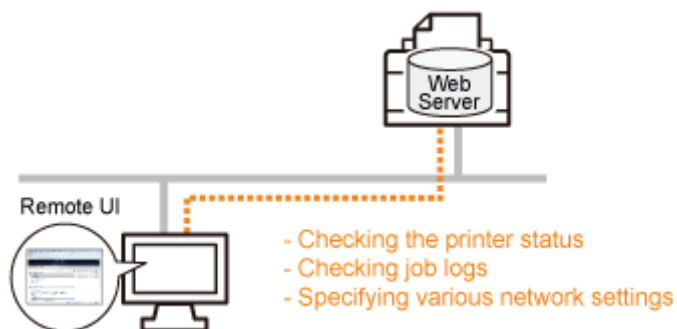 Web
Server
Remote UI
- Checking the printer status
- Checking job logs
- Specifying various network settings